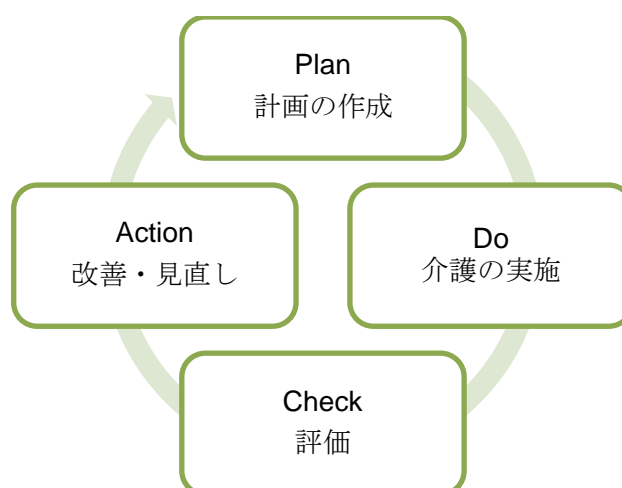 Plan
計画の作成
Do
介護の実施
Check
評価
Action
改善・見直し